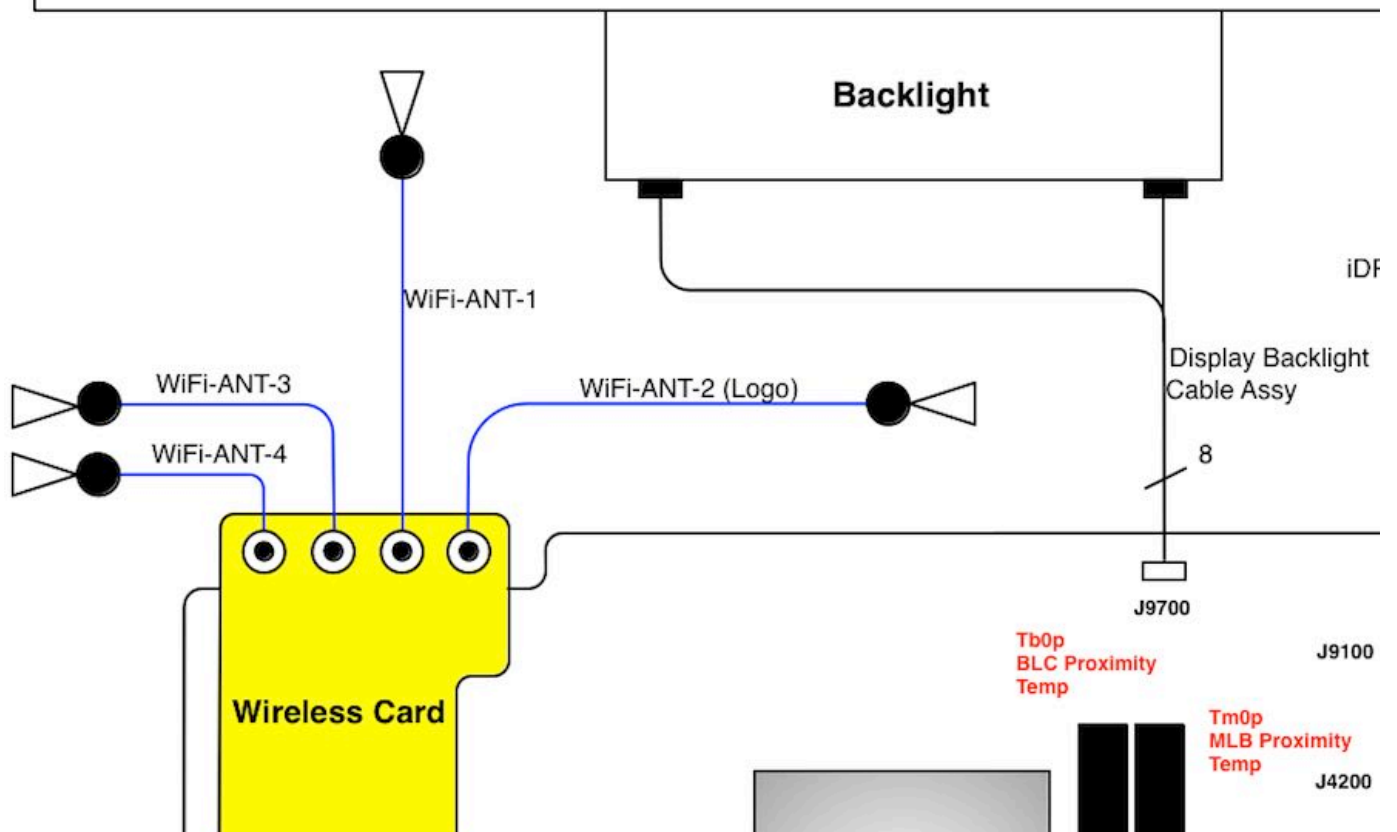 Backlight
WiFi-ANT-1
iDP
Display Backlight
Cable Assy
WiFi-ANT-3
WiFi-ANT-2 (Logo)
WiFi-ANT-4
8
J9700
Tb0p
BLC Proximity
Temp
J9100
Wireless Card
Tm0p
MLB Proximity
Temp
J4200